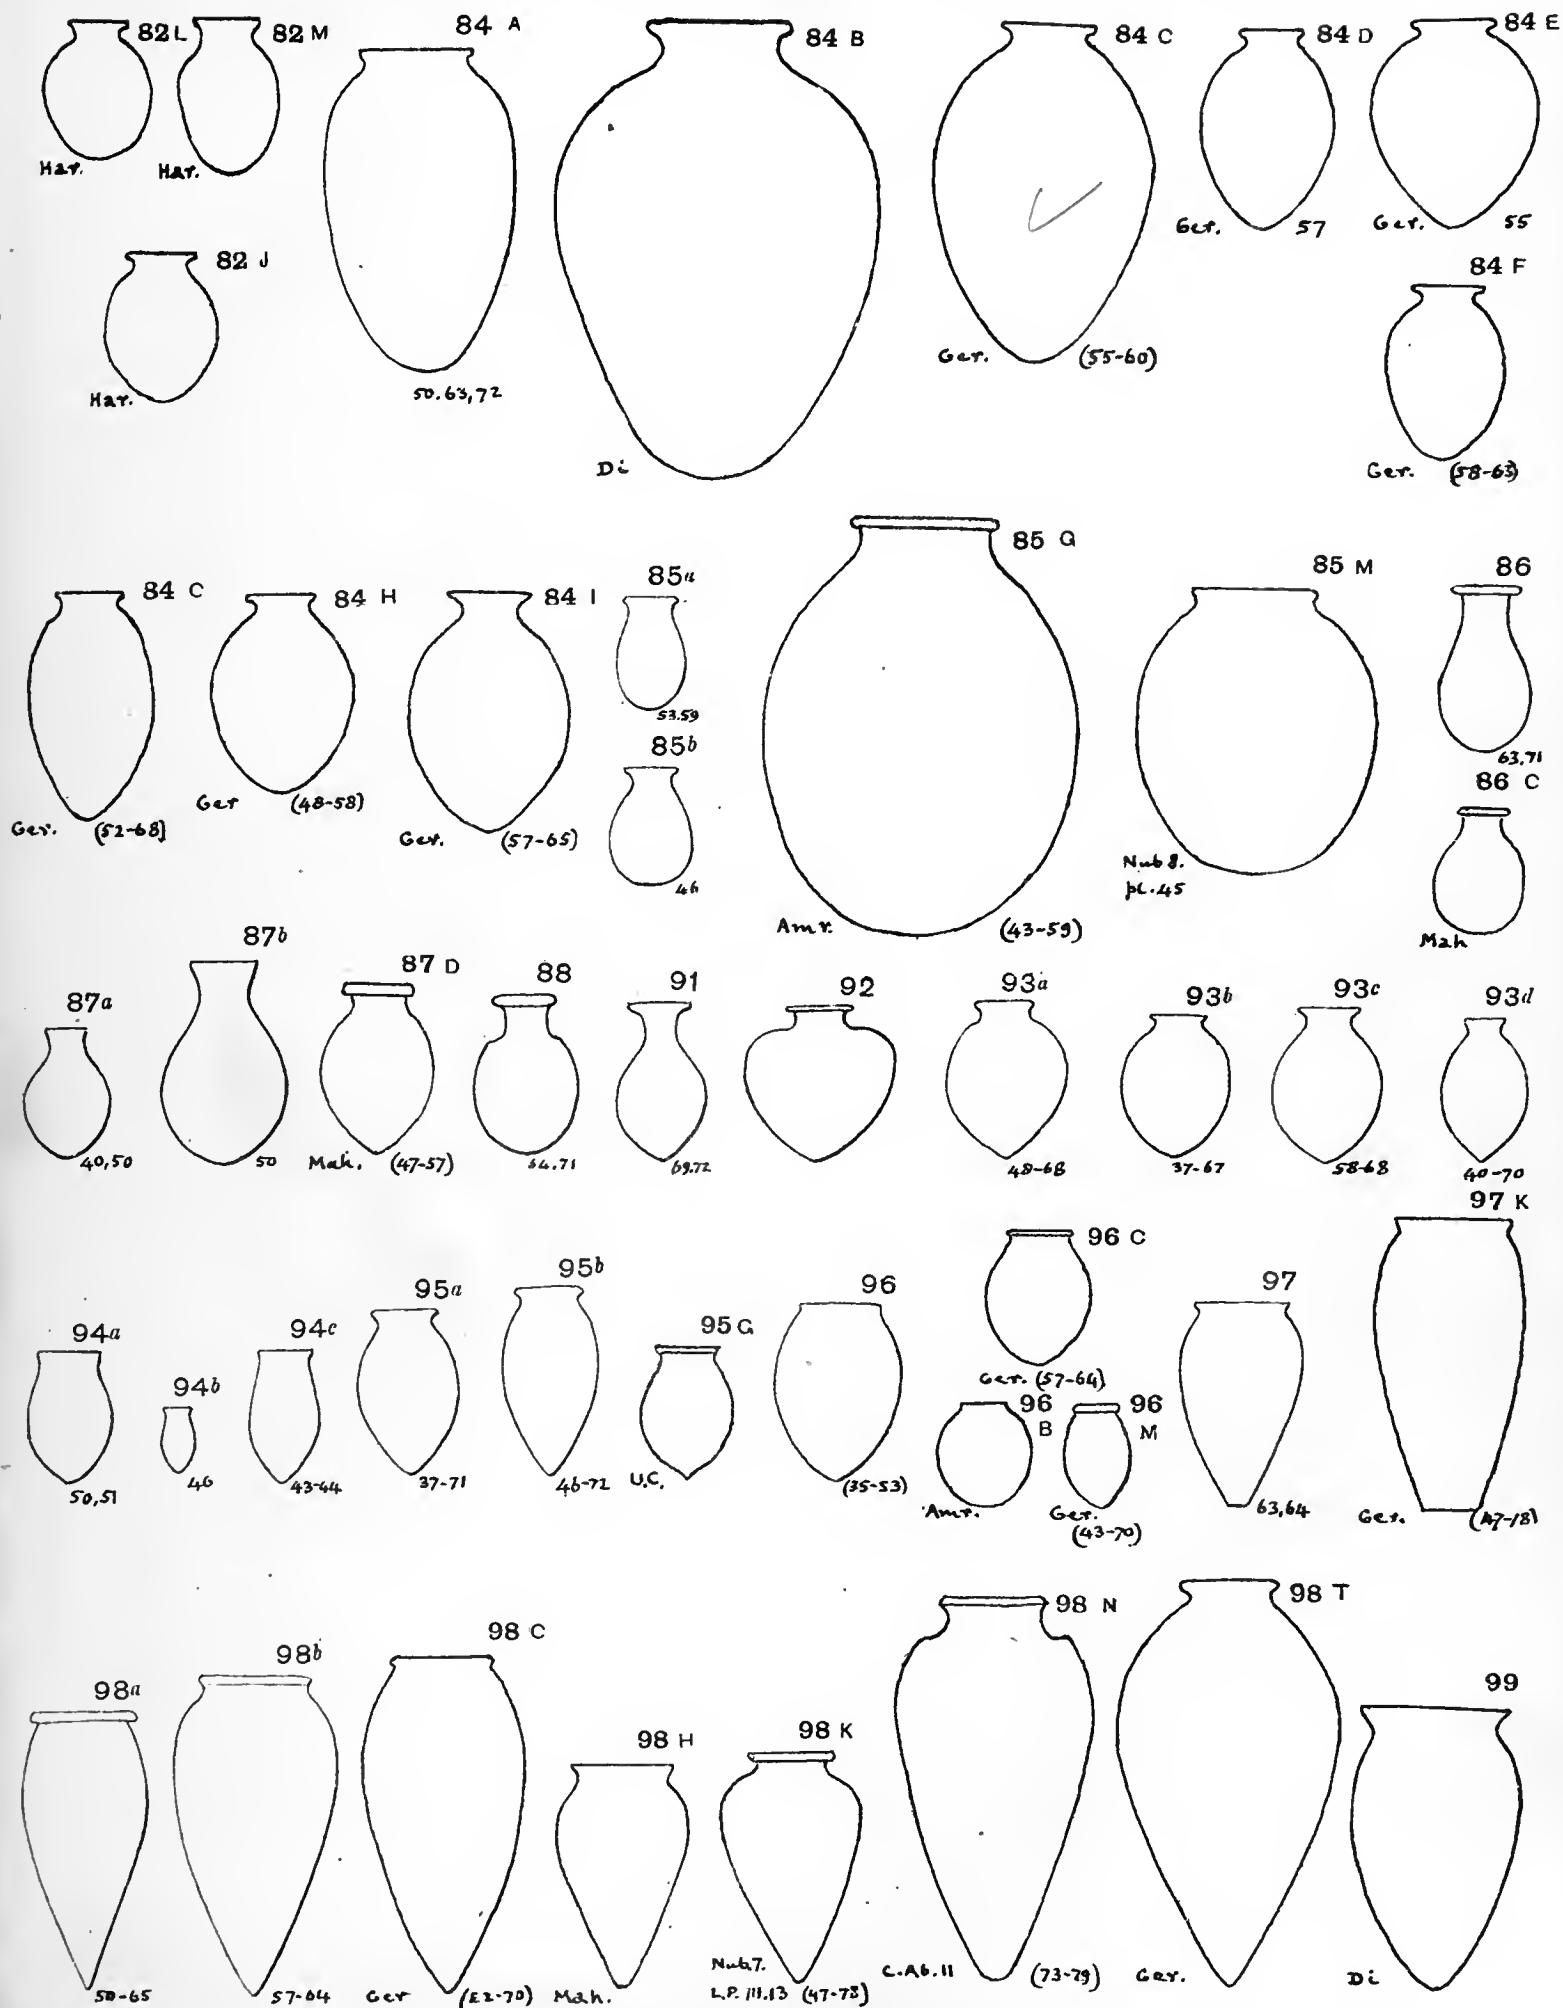 82 L
82 M
84 A
84 B
84 C
84 D
84 E
Har.
Har.
Ger.
57
Ger.
55
82 J
84 F
Har.
50.63,72
Di
Ger.
(55-60)
Ger.
(58-63)
84 H
84 I
85a
85 G
85 M
86
53.59
85b
63,71
86 C
Ger.
(52-68)
Ger
(48-58)
Ger.
(57-65)
46
Nub 8.
pl.45
Amr.
(43-59)
Mah
87a
87b
87 D
88
91
92
93a
93b
93c
93d
40,50
50
Mah.
(47-57)
64.71
69.72
48-68
37-67
58-68
40-70
94a
94b
94c
95a
95b
95 G
96
96 C
97
97 K
Ger. (57-64)
96
B
96
M
50,51
46
43-44
37-71
46-72
U.C.
(35-53)
Amr.
Ger.
(43-70)
63,64
Ger.
98a
98b
98 C
98 H
98 K
98 N
98 T
99
50-65
57-64
Ger
Mah.
Nub.7.
L.P. 111.13 (47-78)
C.Ab.11
(73-79)
Ger.
Di